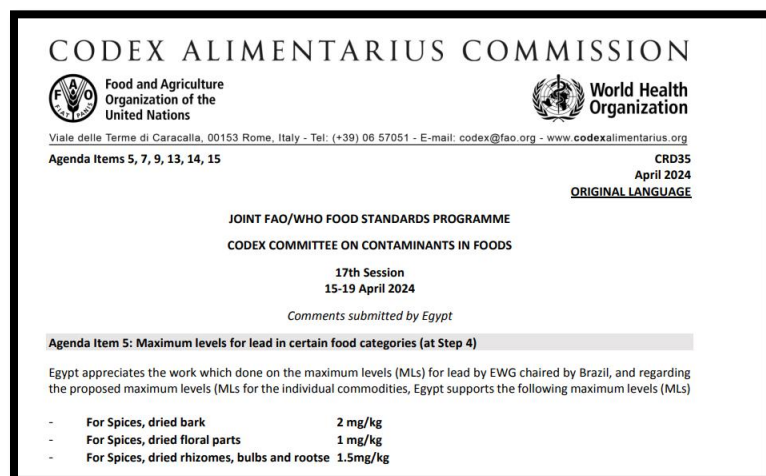 CODEX ALIMENTARIUS COMMISSION
Food and Agriculture
Organization of the
United Nations
World Health
Organization
Viale delle Terme di Caracalla, 00153 Rome, Italy - Tel: (+39) 06 57051 - E-mail: codex@fao.org - www.codexalimentarius.org
Agenda Items 5, 7, 9, 13, 14, 15
CRD35
April 2024
ORIGINAL LANGUAGE
JOINT FAO/WHO FOOD STANDARDS PROGRAMME
CODEX COMMITTEE ON CONTAMINANTS IN FOODS
17th Session
15-19 April 2024
Comments submitted by Egypt
Agenda Item 5: Maximum levels for lead in certain food categories (at Step 4)
Egypt appreciates the work which done on the maximum levels (MLs) for lead by EWG chaired by Brazil, and regarding
the proposed maximum levels (MLs for the individual commodities, Egypt supports the following maximum levels (MLs)
- For Spices, dried bark 2 mg/kg
- For Spices, dried floral parts 1 mg/kg
- For Spices, dried rhizomes, bulbs and rootse 1.5mg/kg